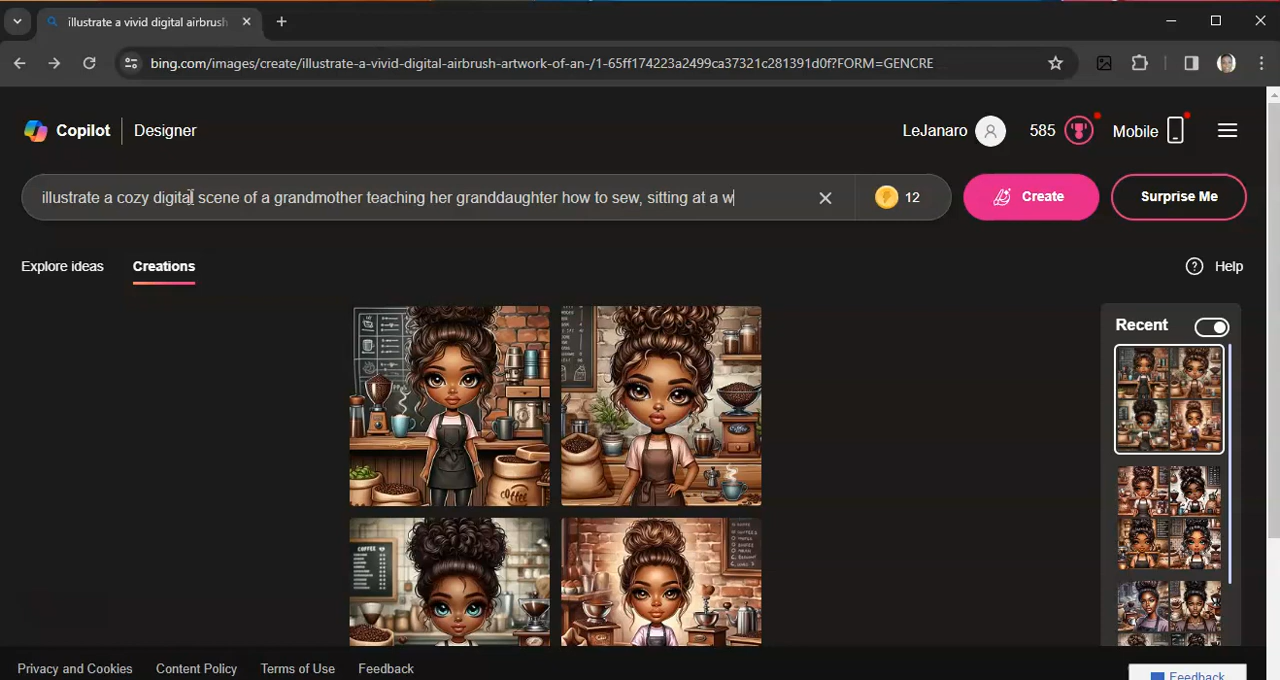 illustrate a vivid digital airbrush
bing.com/images/create/illustrate-a-vivid-digital-airbrush-artwork-of-an-/1-65ff174223a2499ca37321c281391d0f?FORM=GENCRE
Copilot Designer LeJanaro 585 Mobile
illustrate a cozy digital scene of a grandmother teaching her granddaughter how to sew, sitting at a w 12 Create Surprise Me
Explore ideas Creations Help
Recent
COFFEE
Coffee
Privacy and Cookies Content Policy Terms of Use Feedback
Feedback